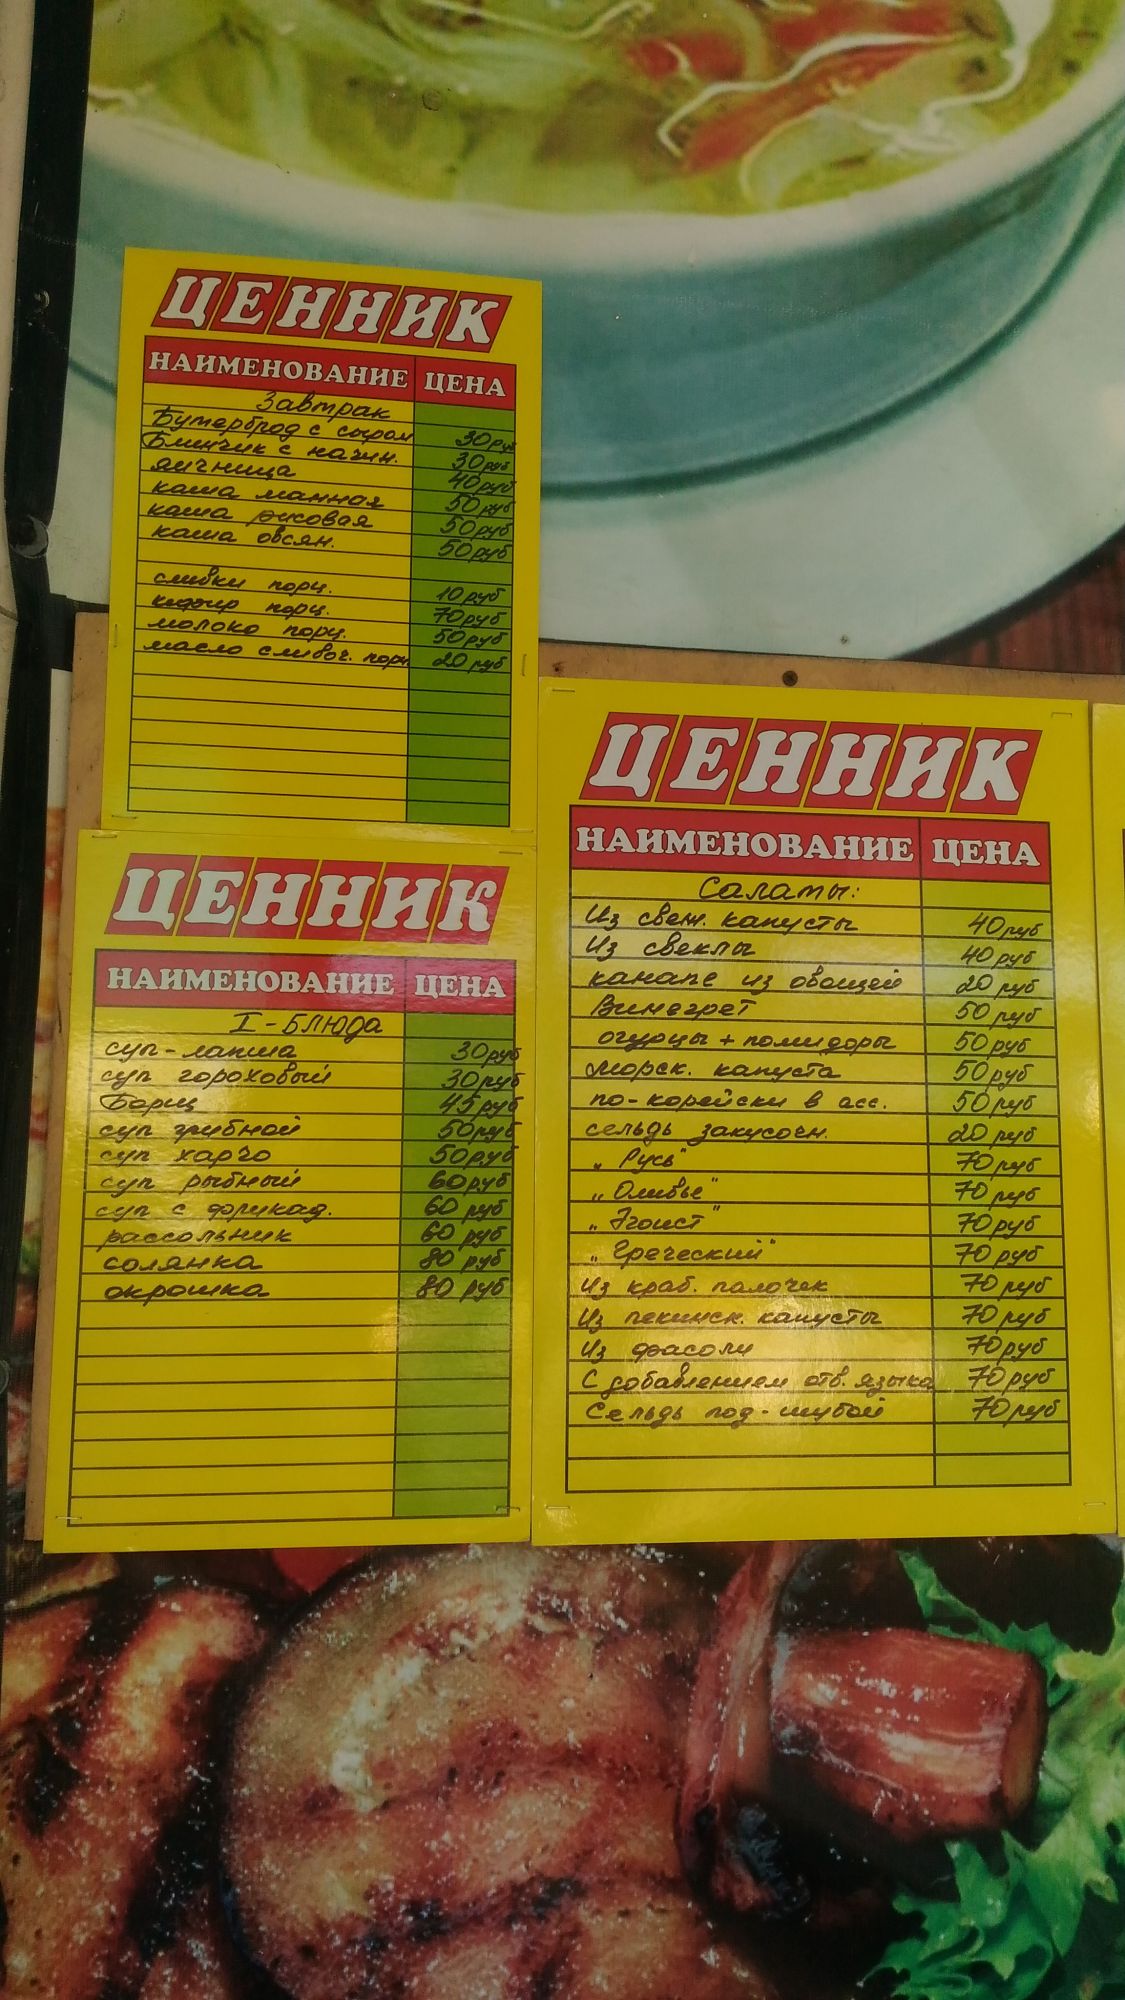 ЦЕННИК
НАИМЕНОВАНИЕ ЦЕНА
Завтрак
Бутерброд с сыром 30руб
Блинчик с начин. 30руб
яичница 40руб
каша манная 50руб
каша рисовая 50руб
каша овсян. 50руб
сливки порц. 10руб
кефир порц. 70руб
молоко порц. 50руб
масло сливоч. порц 20руб
ЦЕННИК
НАИМЕНОВАНИЕ ЦЕНА
I-БЛЮДА
суп-лапша 30руб
суп гороховый 30руб
Борщ 45руб
суп грибной 50руб
суп харчо 50руб
суп рыбный 60руб
суп с фрикад. 60руб
рассольник 60руб
солянка 80руб
окрошка 80руб
ЦЕННИК
НАИМЕНОВАНИЕ ЦЕНА
Салаты:
Из свеж. капусты 40руб
Из свеклы 40руб
канапе из овощей 20руб
Винегрет 50руб
огурцы + помидоры 50руб
Морск. капуста 50руб
по-корейски в асс. 50руб
сельдь закусочн. 20руб
„Русь" 70руб
„Оливье" 70руб
„Эгоист" 70руб
„Греческий" 70руб
Из краб. палочек 70руб
Из пекинск. капусты 70руб
Из фасоли 70руб
С добавлением отв. языка 70руб
Сельдь под-шубой 70руб